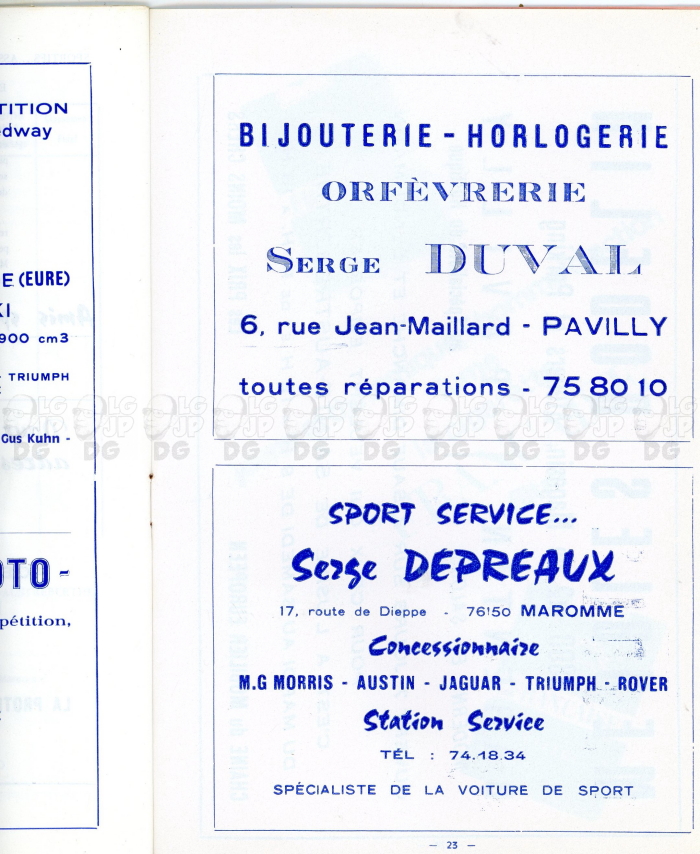 TITION
edway
E (EURE)
KI
900 cm3
- TRIUMPH
Gus Kuhn -
OTO -
pétition,
BIJOUTERIE - HORLOGERIE
ORFÈVRERIE
SERGE DUVAL
6, rue Jean-Maillard - PAVILLY
toutes réparations - 75 80 10
SPORT SERVICE...
Serge DEPREAUX
17, route de Dieppe - 76150 MAROMME
Concessionnaire
M.G MORRIS - AUSTIN - JAGUAR - TRIUMPH - ROVER
Station Service
TÉL : 74.18.34
SPÉCIALISTE DE LA VOITURE DE SPORT
— 23 —